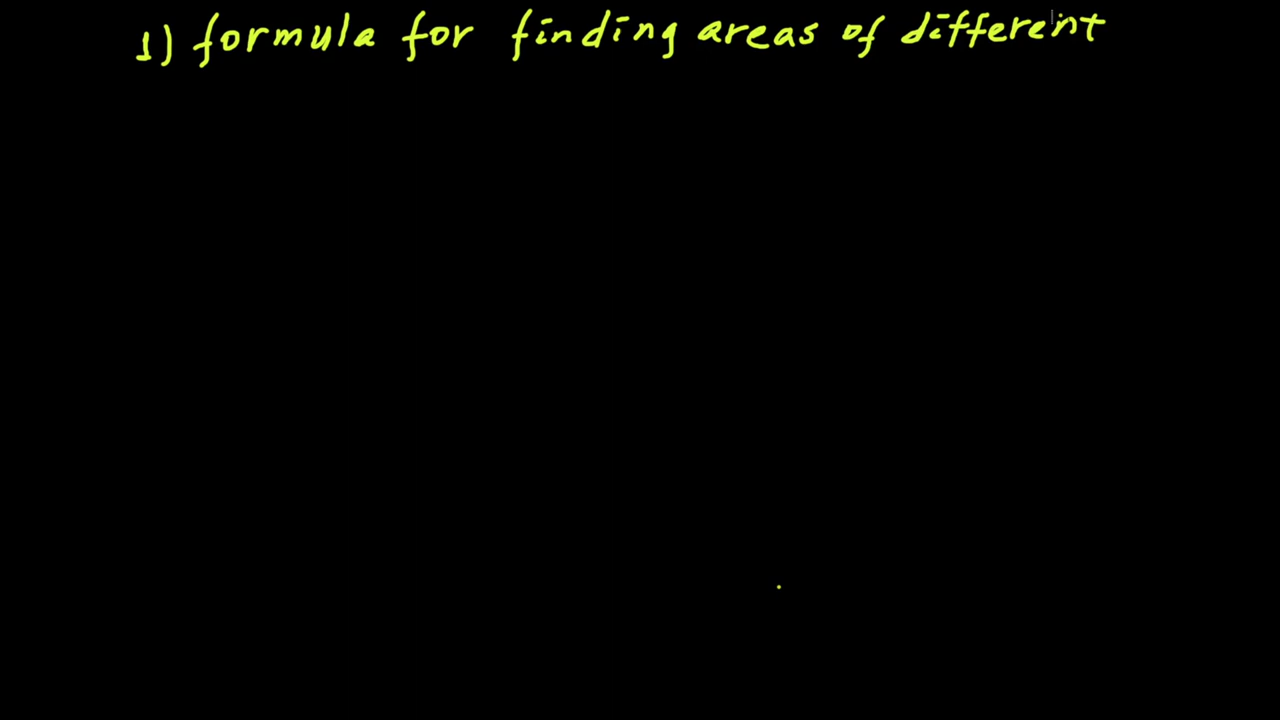 1) formula for finding areas of different